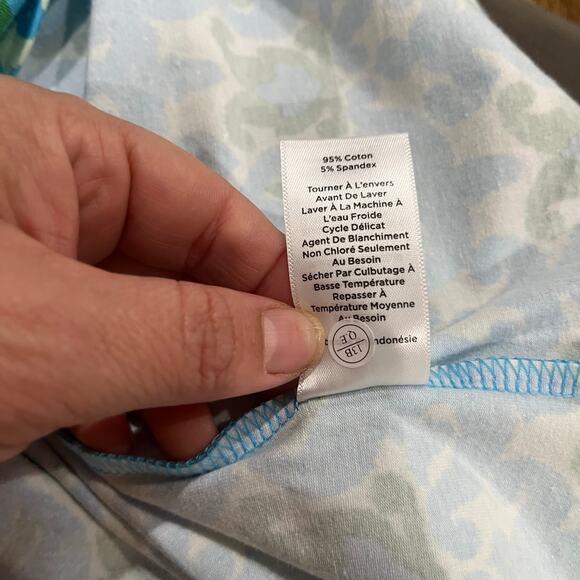 95% Coton
5% Spandex
Tourner À L'envers
Avant De Laver
Laver À La Machine À
L'eau Froide
Cycle Délicat
Agent De Blanchiment
Non Chloré Seulement
Au Besoin
Sécher Par Culbutage À
Basse Température
Repasser À
Température Moyenne
Au Besoin
13B
Q.E